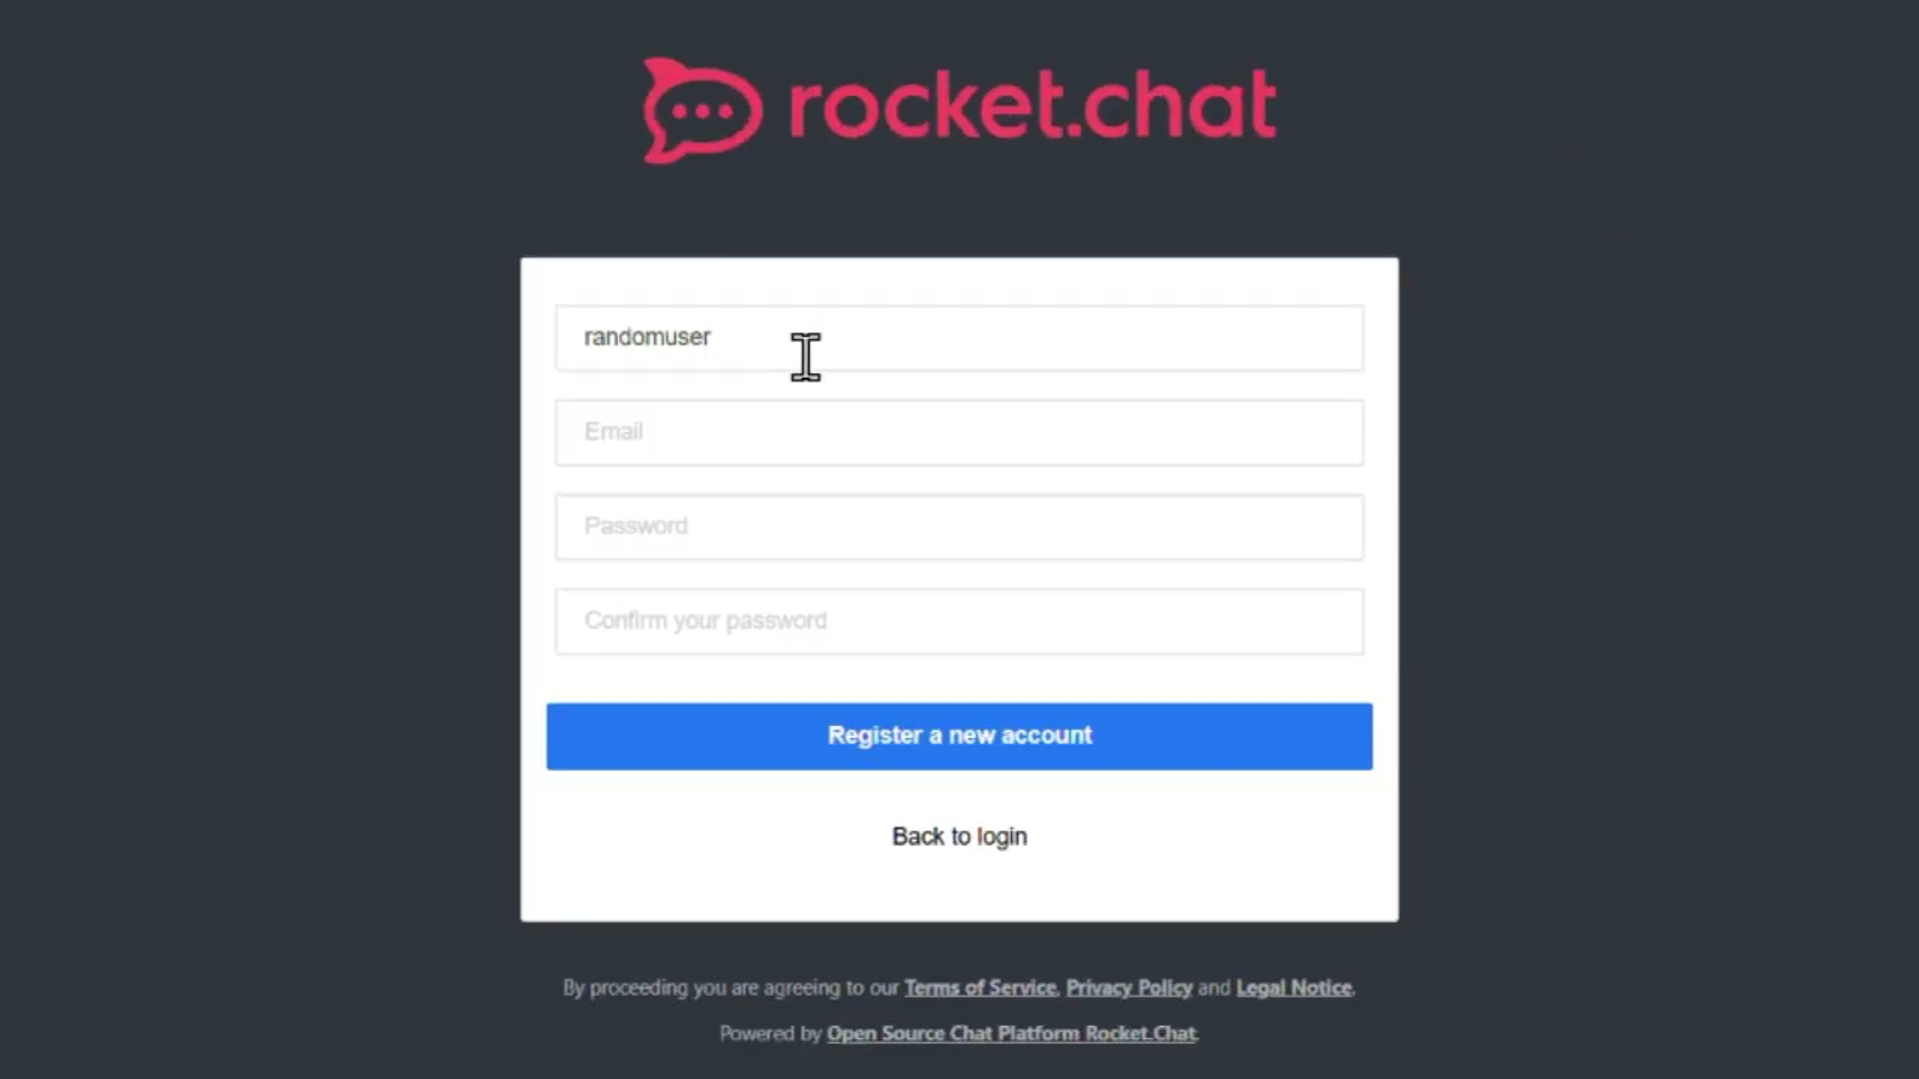 rocket.chat
randomuser
Email
Password
Confirm your password
Register a new account
Back to login
By proceeding you are agreeing to our Terms of Service, Privacy Policy and Legal Notice.
Powered by Open Source Chat Platform Rocket.Chat.